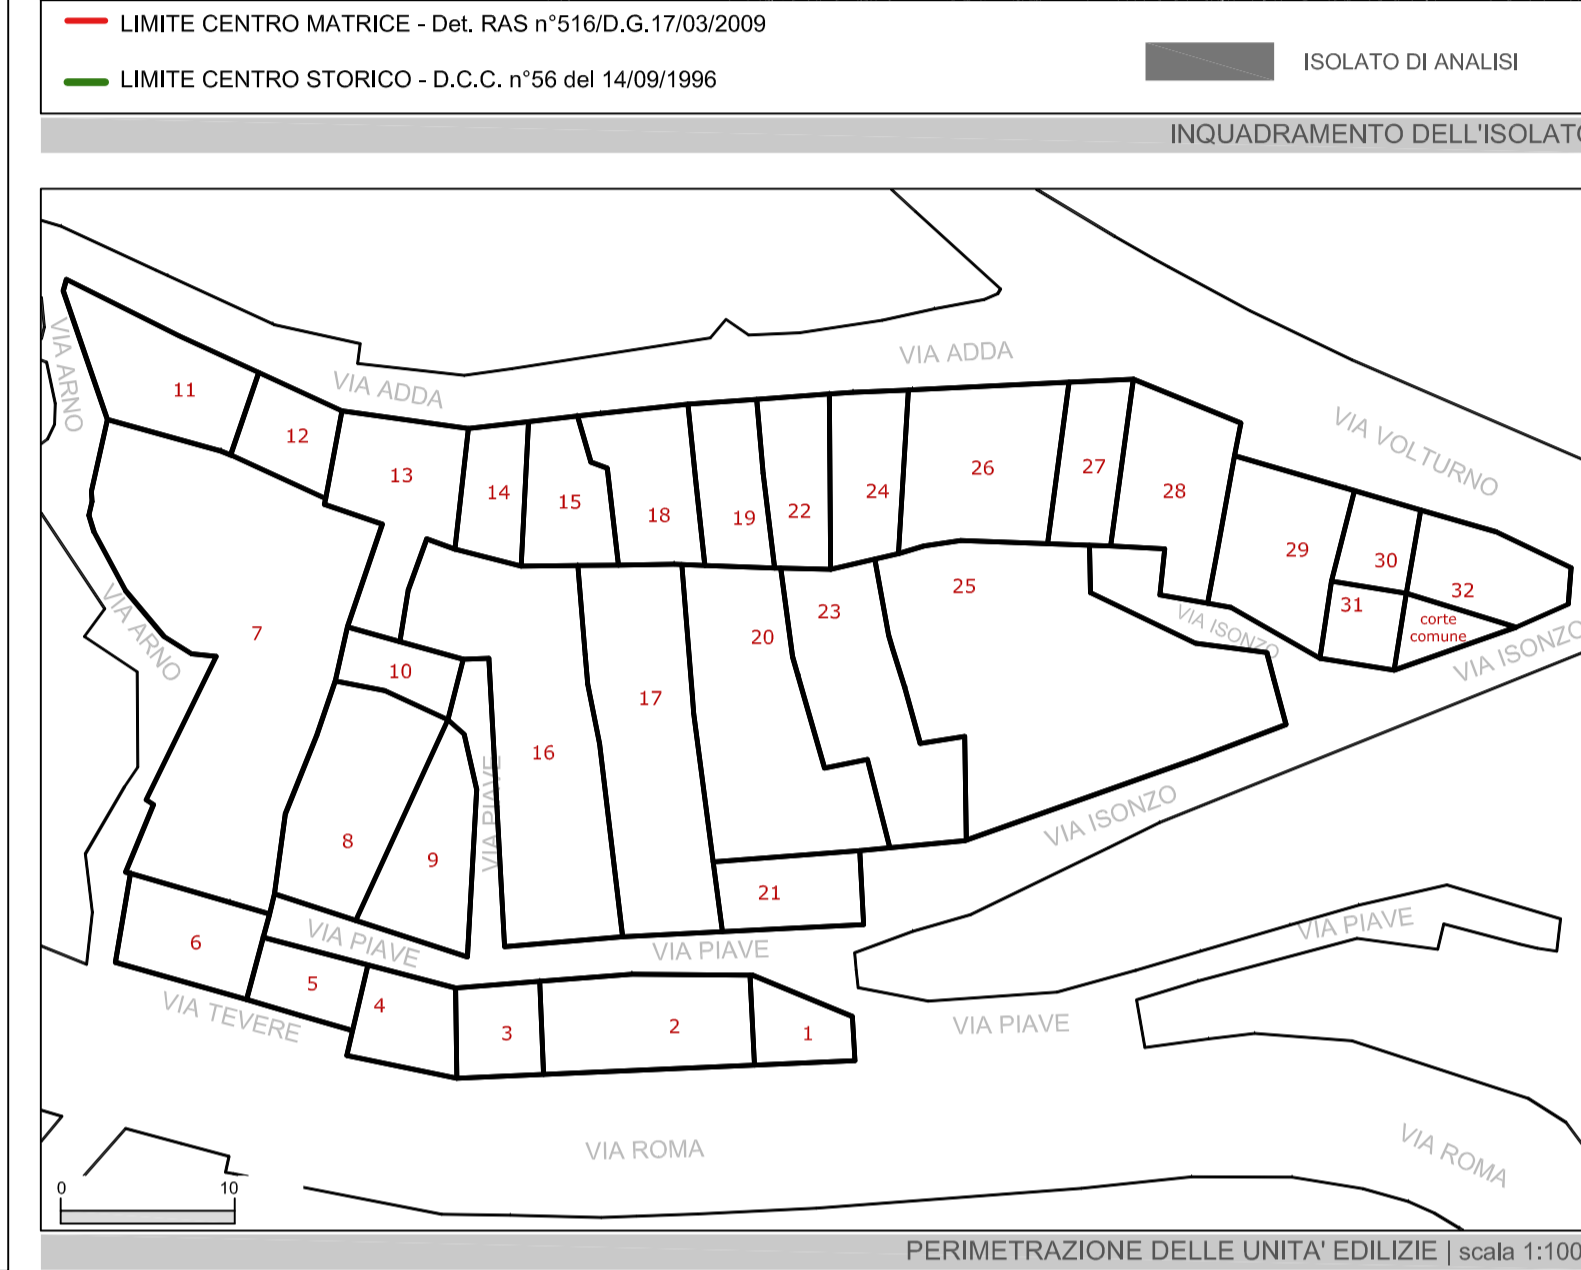 LIMITE CENTRO MATRICE - Det. RAS n°516/D.G.17/03/2009
LIMITE CENTRO STORICO - D.C.C. n°56 del 14/09/1996
ISOLATO DI ANALISI
INQUADRAMENTO DELL'ISOLATO
VIA ARNO
VIA ADDA
VIA ADDA
VIA VOLTURNO
11
12
13
14
15
18
19
22
24
26
27
28
29
30
31
32
corte
comune
VIA ISONZO
VIA ISONZO
VIA ARNO
7
10
16
17
20
23
25
8
9
VIA PIAVE
VIA ISONZO
21
6
VIA PIAVE
VIA PIAVE
VIA PIAVE
5
4
3
2
1
VIA TEVERE
VIA PIAVE
VIA ROMA
VIA ROMA
0
10
PERIMETRAZIONE DELLE UNITA' EDILIZIE | scala 1:100